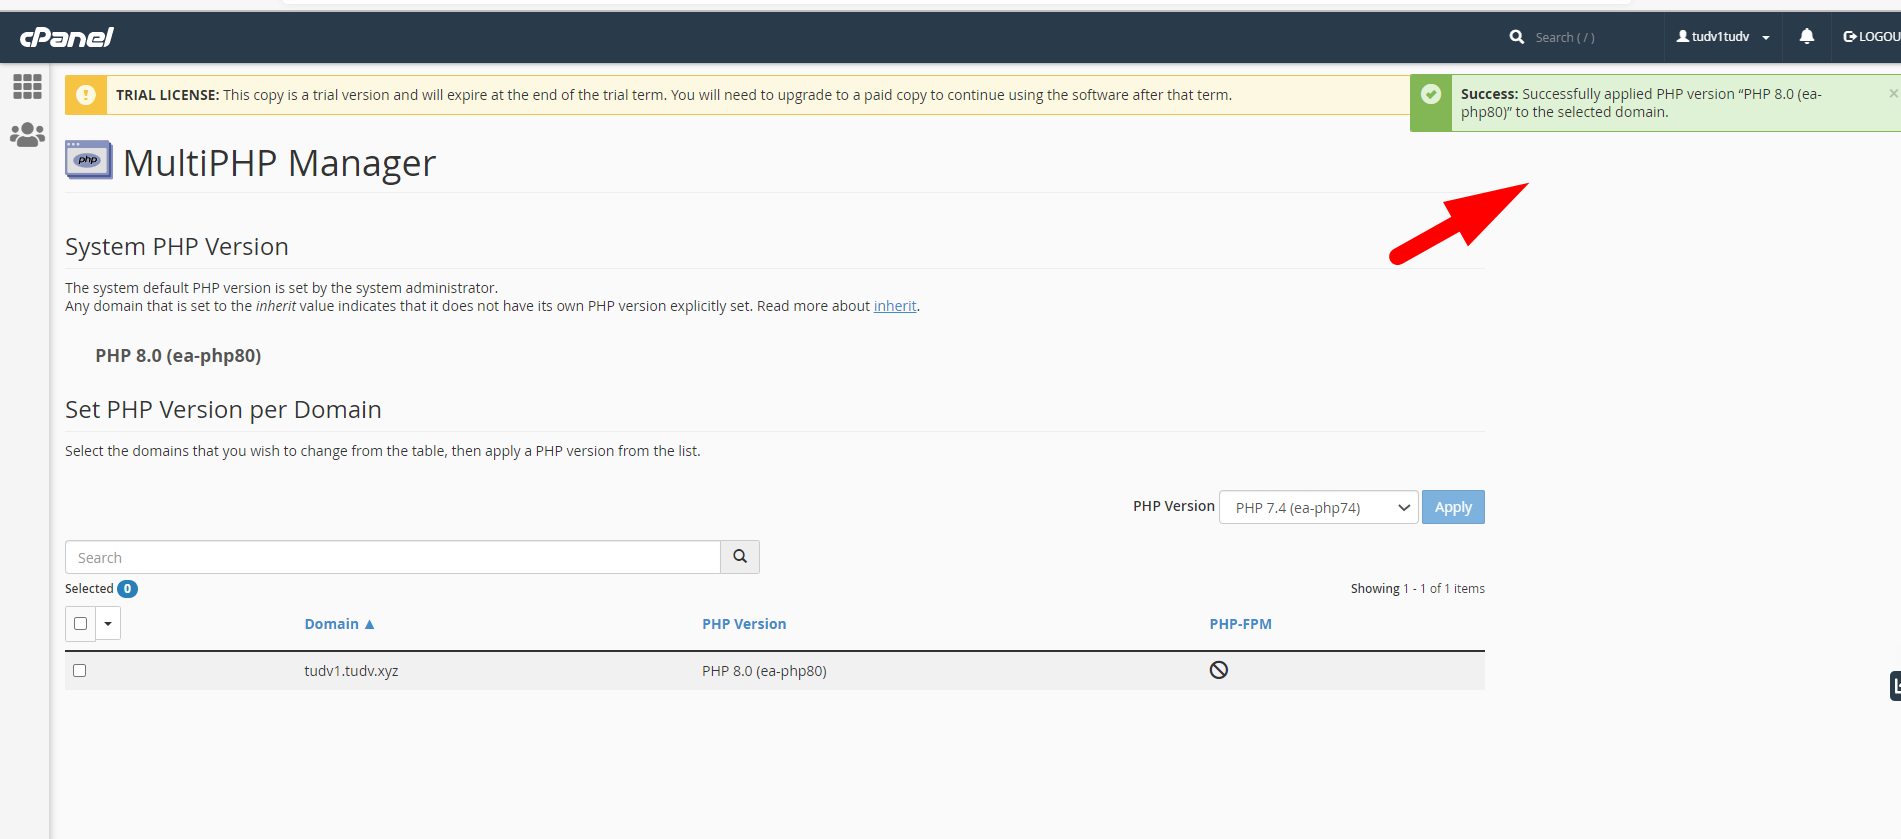 cPanel
Search ( / )
tudv1tudv
LOGOU
TRIAL LICENSE: This copy is a trial version and will expire at the end of the trial term. You will need to upgrade to a paid copy to continue using the software after that term.
Success: Successfully applied PHP version “PHP 8.0 (ea-
php80)” to the selected domain.
php
MultiPHP Manager
System PHP Version
The system default PHP version is set by the system administrator.
Any domain that is set to the inherit value indicates that it does not have its own PHP version explicitly set. Read more about inherit.
PHP 8.0 (ea-php80)
Set PHP Version per Domain
Select the domains that you wish to change from the table, then apply a PHP version from the list.
PHP Version
PHP 7.4 (ea-php74)
Apply
Search
Selected 0
Showing 1 - 1 of 1 items
Domain
PHP Version
PHP-FPM
tudv1.tudv.xyz
PHP 8.0 (ea-php80)